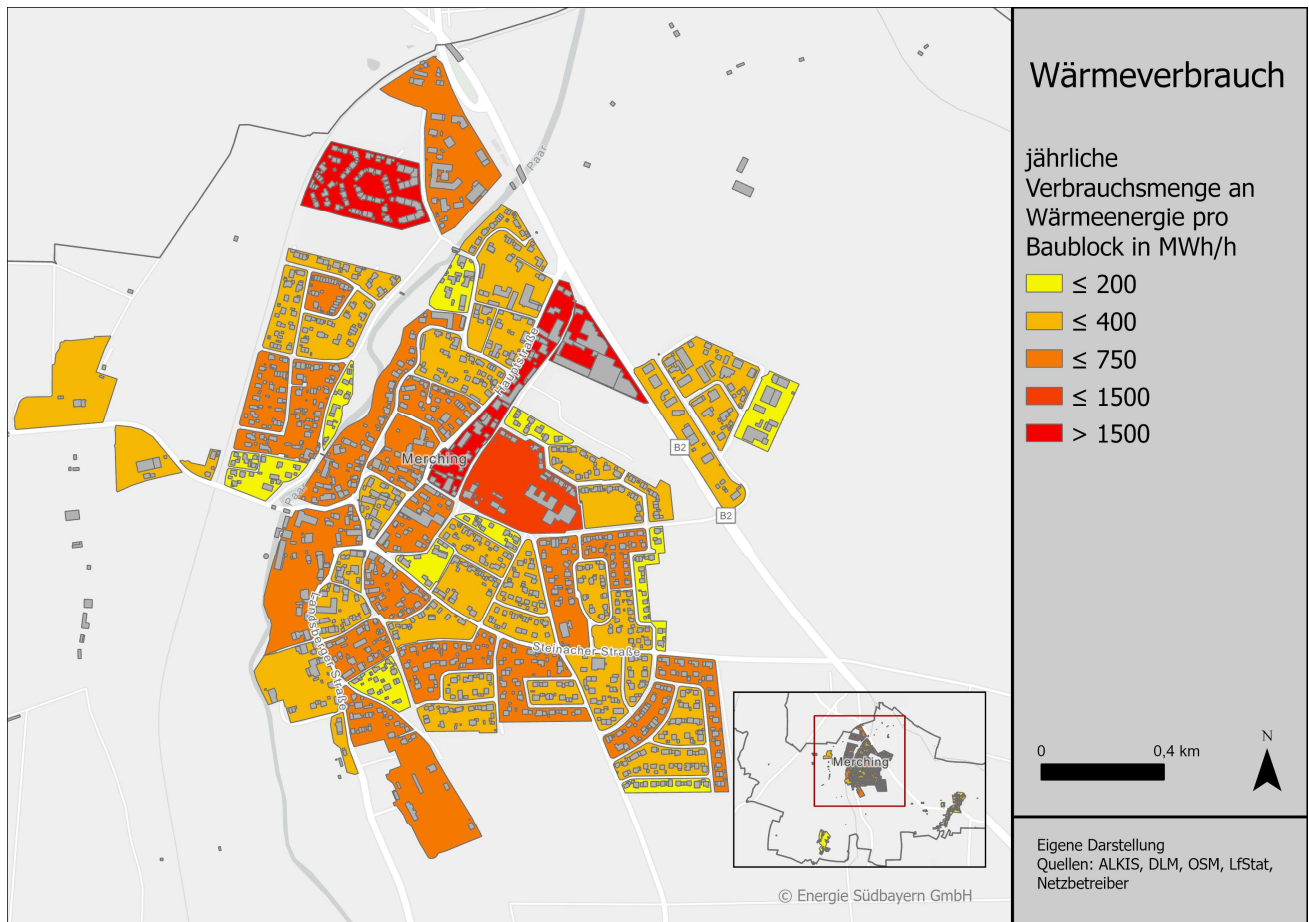 Wärmeverbrauch
jährliche
Verbrauchsmenge an
Wärmeenergie pro
Baublock in MWh/h
≤ 200
≤ 400
≤ 750
≤ 1500
> 1500
0 0,4 km
N
Eigene Darstellung
Quellen: ALKIS, DLM, OSM, LfStat,
Netzbetreiber
Paar
Hauptstraße
B2
Merching
Paar
B2
Landsberger Straße
Steinacher Straße
Merching
© Energie Südbayern GmbH